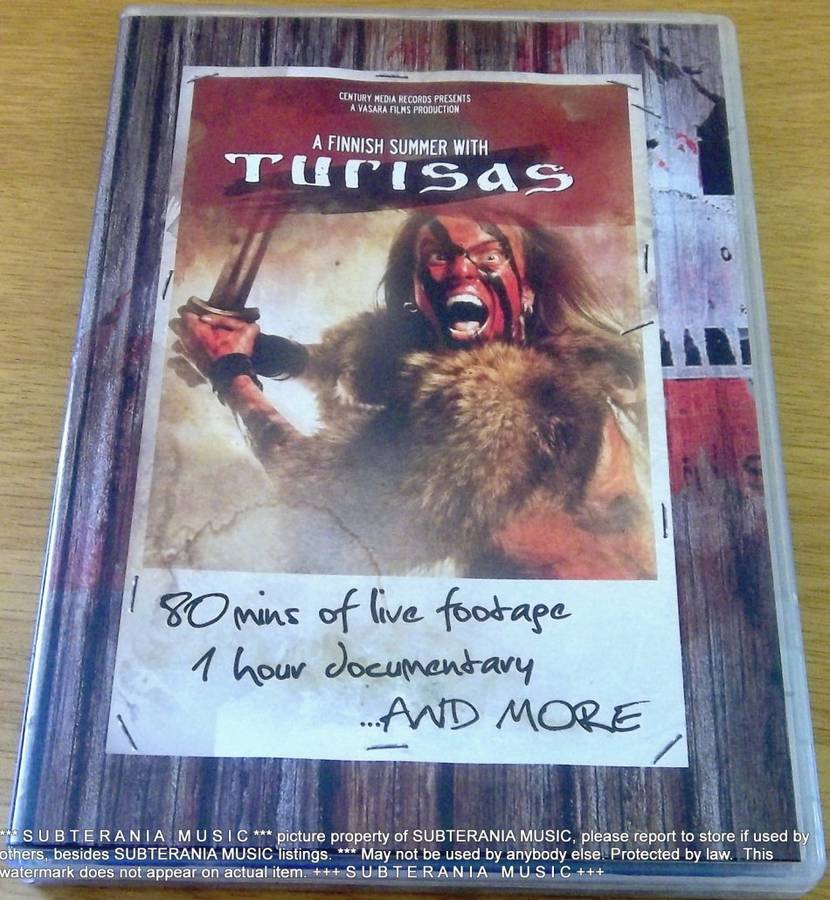 CENTURY MEDIA RECORDS PRESENTS
A VASARA FILMS PRODUCTION
A FINNISH SUMMER WITH
TURISAS
80 mins of live footage
1 hour documentary
...AND MORE
*** S U B T E R A N I A   M U S I C *** picture property of SUBTERANIA MUSIC, please report to store if used by
others, besides SUBTERANIA MUSIC listings. *** May not be used by anybody else. Protected by law.  This
watermark does not appear on actual item. +++ S U B T E R A N I A   M U S I C +++